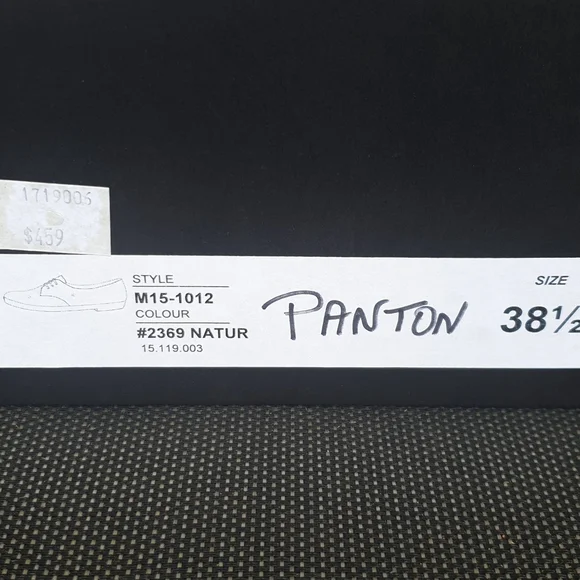 1719006
$459
STYLE
M15-1012
COLOUR
#2369 NATUR
15.119.003
PANTON
SIZE
38½